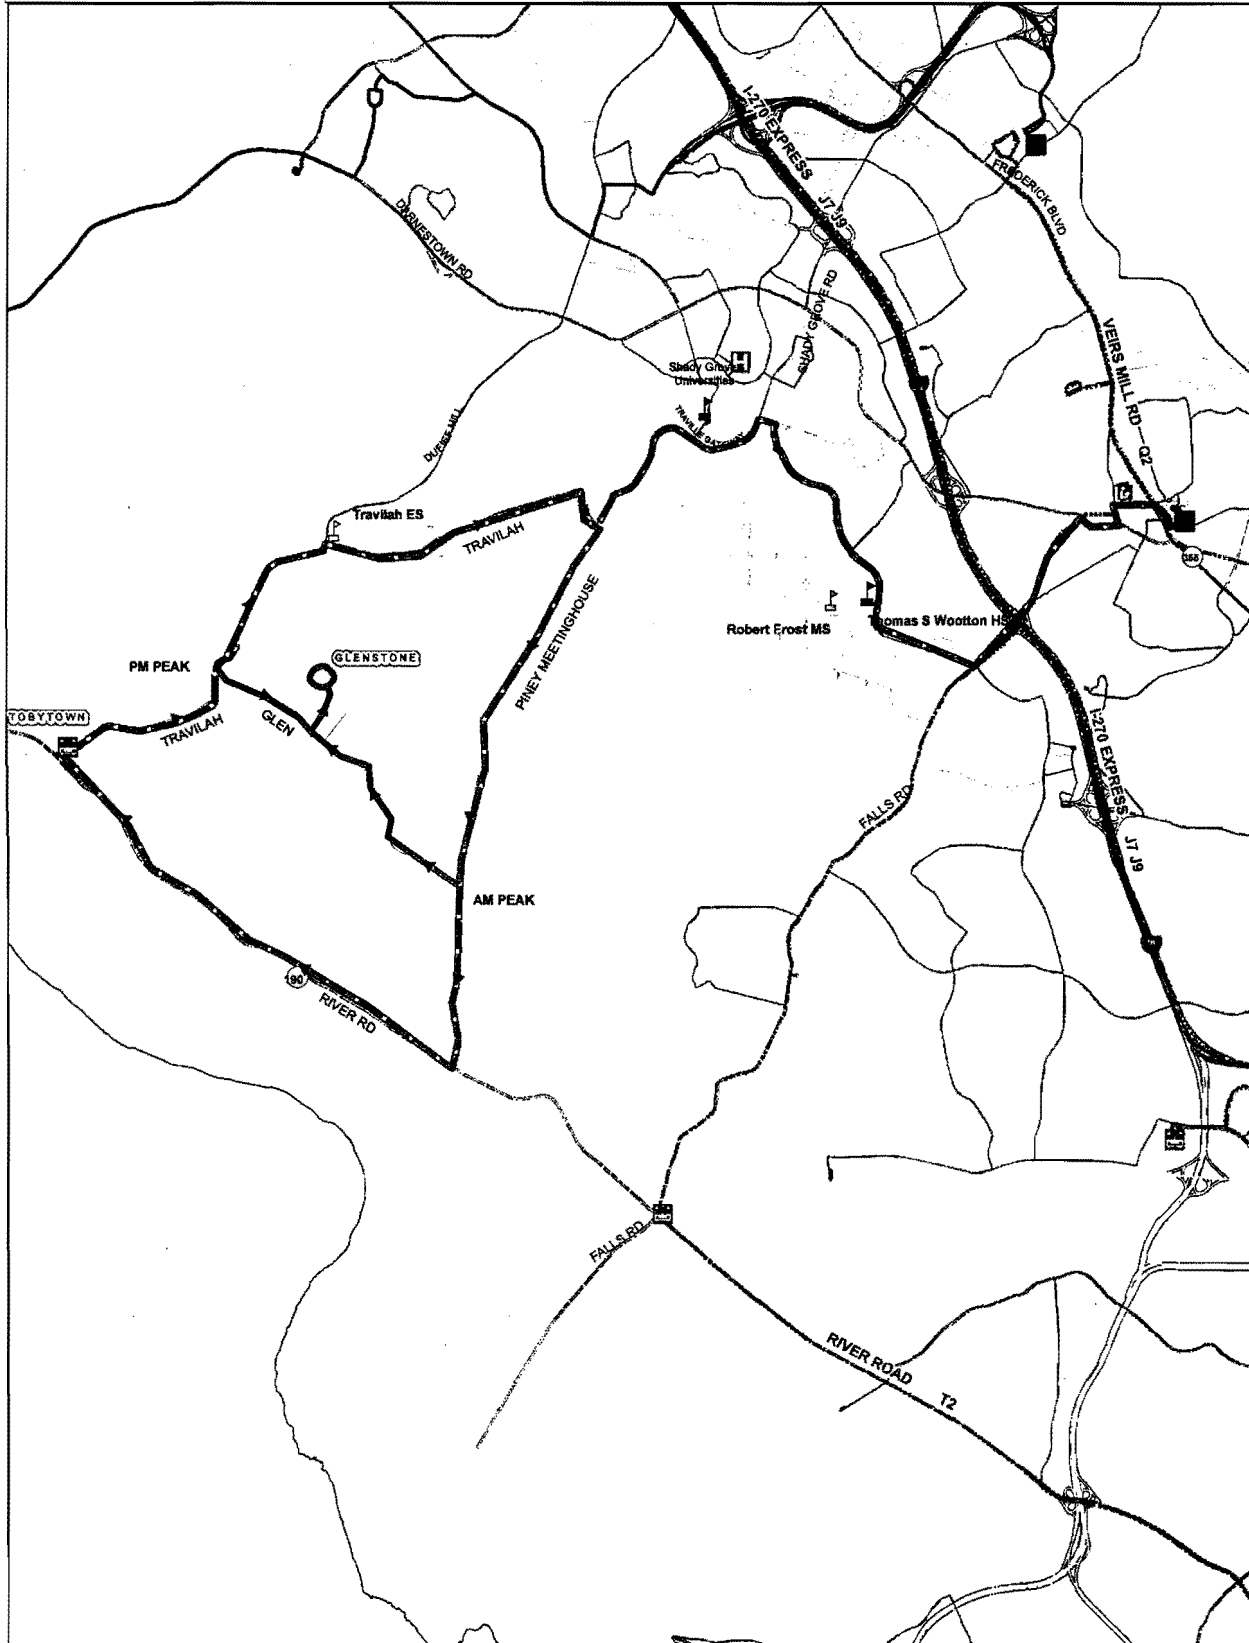 I-270 EXPRESS
J7 J9
FREDERICK BLVD
DARNESTOWN RD
SHADY GROVE RD
VEIRS MILL RD — Q2
Shady Grove
Universities
TRAVILLE GATEWAY
DUFIEF MILL
Travilah ES
TRAVILAH
355
PINEY MEETINGHOUSE
Robert Frost MS
Thomas S Wootton HS
PM PEAK
GLENSTONE
TOBYTOWN
TRAVILAH
GLEN
I-270 EXPRESS
J7 J9
FALLS RD
AM PEAK
RIVER RD
FALLS RD
RIVER ROAD
T2